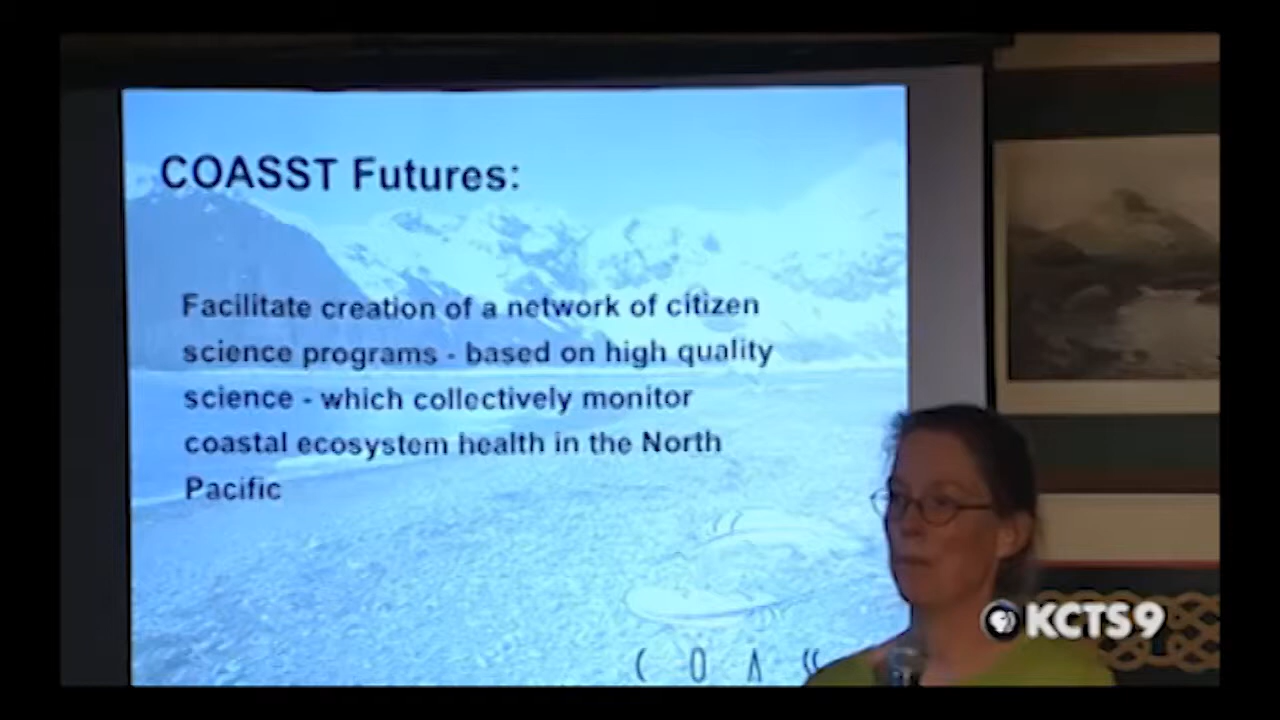 COASST Futures:
Facilitate creation of a network of citizen
science programs - based on high quality
science - which collectively monitor
coastal ecosystem health in the North
Pacific
COAS
KCTS9